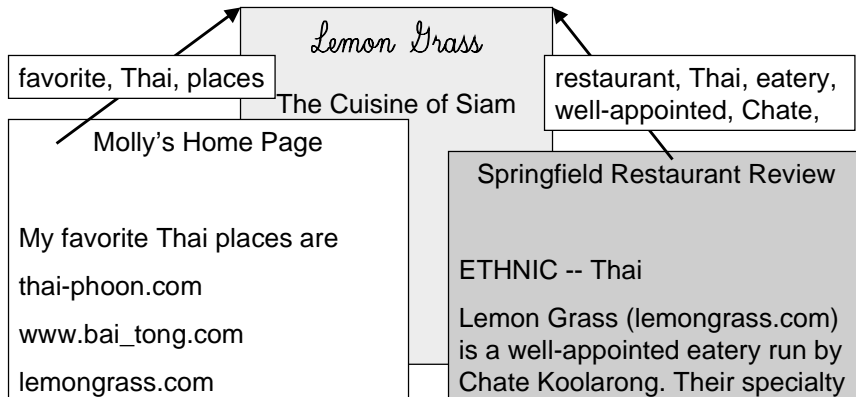 Lemon Grass
The Cuisine of Siam
favorite, Thai, places
restaurant, Thai, eatery,
well-appointed, Chate,
Molly's Home Page
My favorite Thai places are
thai-phoon.com
www.bai_tong.com
lemongrass.com
Springfield Restaurant Review
ETHNIC -- Thai
Lemon Grass (lemongrass.com)
is a well-appointed eatery run by
Chate Koolarong. Their specialty